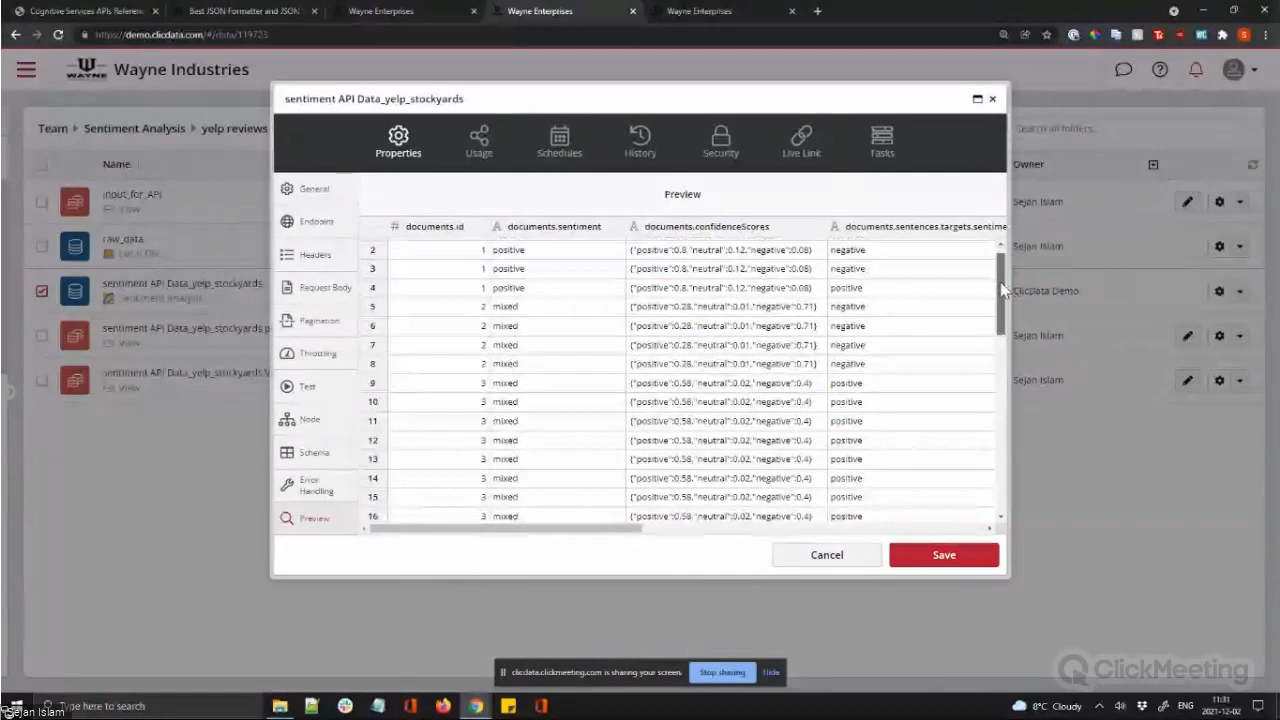 Cognitive Services APIs Referenc
Best JSON Formatter and JSON
Wayne Enterprises
Wayne Enterprises
Wayne Enterprises
https://demo.clicdata.com/#/data/119723
WAYNE
Wayne Industries
sentiment API Data_yelp_stockyards
Team Sentiment Analysis yelp reviews
Search all folders.
Properties Usage Schedules History Security Live Link Tasks
Name
Owner
input_for_API
View
Sejan Islam
raw_data
Local File
Sejan Islam
sentiment API Data_yelp_stockyards
Sentiment Analysis
ClicData Demo
sentiment API Data_yelp_stockyards
View
Sejan Islam
sentiment API Data_yelp_stockyards
View
Sejan Islam
General
Endpoint
Headers
Request Body
Pagination
Throttling
Test
Node
Schema
Error
Handling
Preview
Preview
# documents.id A documents.sentiment A documents.confidenceScores A documents.sentences.targets.sentime
2 1 positive {"positive":0.8,"neutral":0.12,"negative":0.08} negative
3 1 positive {"positive":0.8,"neutral":0.12,"negative":0.08} negative
4 1 positive {"positive":0.8,"neutral":0.12,"negative":0.08} positive
5 2 mixed {"positive":0.28,"neutral":0.01,"negative":0.71} negative
6 2 mixed {"positive":0.28,"neutral":0.01,"negative":0.71} negative
7 2 mixed {"positive":0.28,"neutral":0.01,"negative":0.71} negative
8 2 mixed {"positive":0.28,"neutral":0.01,"negative":0.71} negative
9 3 mixed {"positive":0.58,"neutral":0.02,"negative":0.4} positive
10 3 mixed {"positive":0.58,"neutral":0.02,"negative":0.4} positive
11 3 mixed {"positive":0.58,"neutral":0.02,"negative":0.4} positive
12 3 mixed {"positive":0.58,"neutral":0.02,"negative":0.4} positive
13 3 mixed {"positive":0.58,"neutral":0.02,"negative":0.4} positive
14 3 mixed {"positive":0.58,"neutral":0.02,"negative":0.4} positive
15 3 mixed {"positive":0.58,"neutral":0.02,"negative":0.4} positive
16 3 mixed {"positive":0.58,"neutral":0.02,"negative":0.4} positive
Cancel Save
clicdata.clickmeeting.com is sharing your screen. Stop sharing Hide
ClickMeeting
Type here to search
Sejan Islam
8°C Cloudy
ENG
11:31
2021-12-02